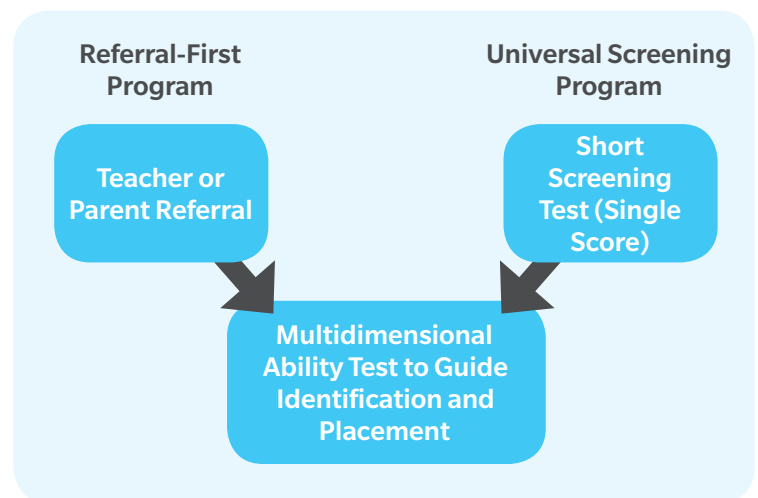 Referral-First
Program
Universal Screening
Program
Teacher or
Parent Referral
Short
Screening
Test (Single
Score)
Multidimensional
Ability Test to Guide
Identification and
Placement